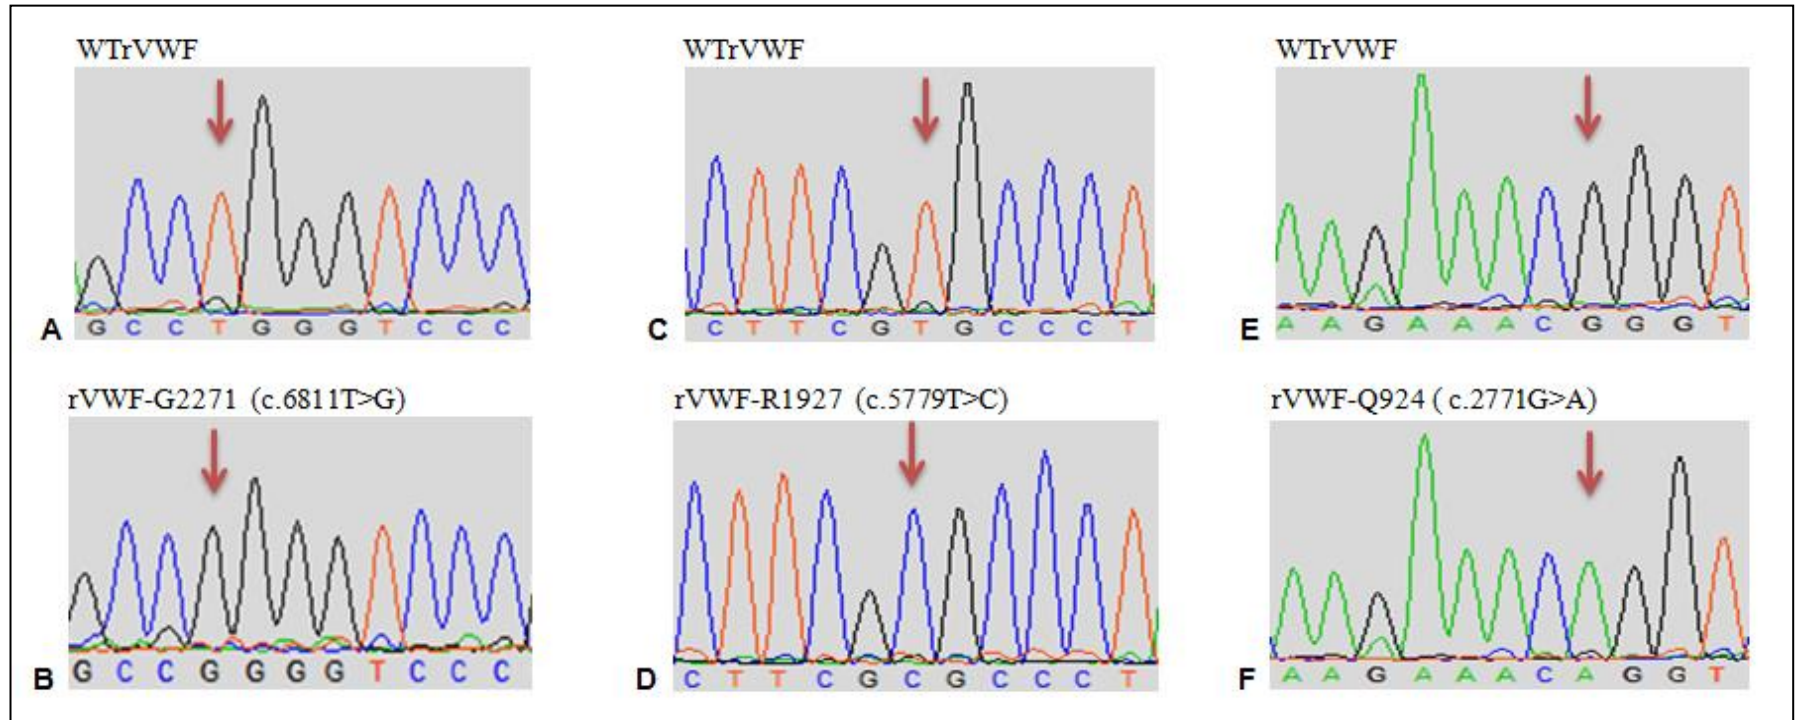 WTrVWF
WTrVWF
WTrVWF
A
G C C T G G G T C C C
C
C T T C G T G C C C T
E
A A G A A A C G G G T
rVWF-G2271 (c.6811T>G)
rVWF-R1927 (c.5779T>C)
rVWF-Q924 ( c.2771G>A)
B
G C C G G G G T C C C
D
C T T C G C G C C C T
F
A A G A A A C A G G T